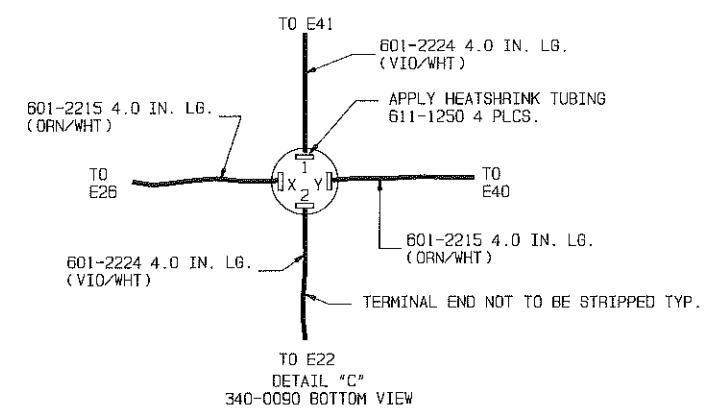 TO E41
601-2224 4.0 IN. LG.
(VIO/WHT)
APPLY HEATSHRINK TUBING
611-1250 4 PLCS.
601-2215 4.0 IN. LG.
(ORN/WHT)
TO
E26
1
X Y
2
TO
E40
601-2215 4.0 IN. LG.
(ORN/WHT)
601-2224 4.0 IN. LG.
(VIO/WHT)
TERMINAL END NOT TO BE STRIPPED TYP.
TO E22
DETAIL "C"
340-0090 BOTTOM VIEW